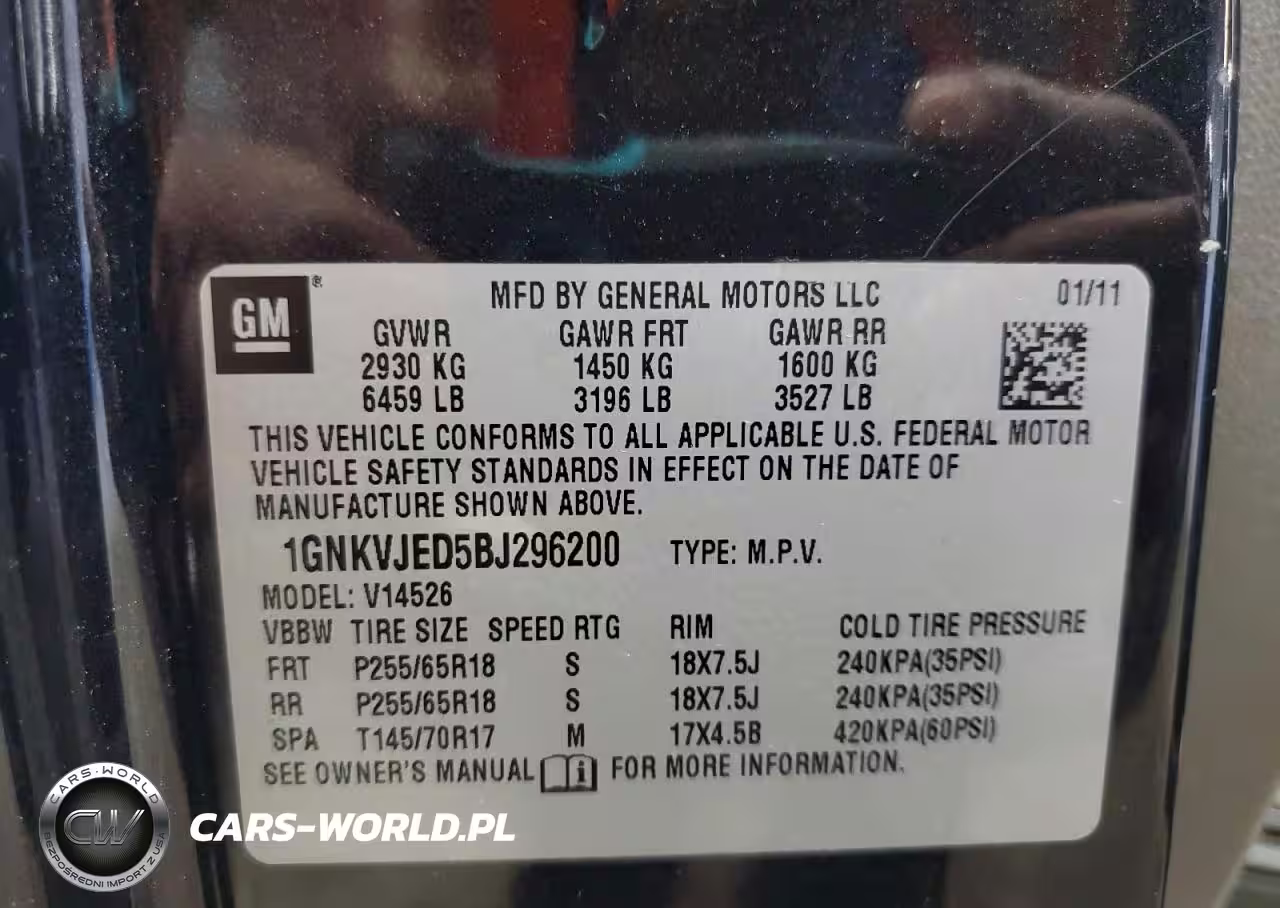 GM®
MFD BY GENERAL MOTORS LLC 01/11
GVWR GAWR FRT GAWR RR
2930 KG 1450 KG 1600 KG
6459 LB 3196 LB 3527 LB
THIS VEHICLE CONFORMS TO ALL APPLICABLE U.S. FEDERAL MOTOR
VEHICLE SAFETY STANDARDS IN EFFECT ON THE DATE OF
MANUFACTURE SHOWN ABOVE.
1GNKVJED5BJ296200 TYPE: M.P.V.
MODEL: V14526
VBBW TIRE SIZE SPEED RTG RIM COLD TIRE PRESSURE
FRT P255/65R18 S 18X7.5J 240KPA(35PSI)
RR P255/65R18 S 18X7.5J 240KPA(35PSI)
SPA T145/70R17 M 17X4.5B 420KPA(60PSI)
SEE OWNER'S MANUAL i FOR MORE INFORMATION.
CARS-WORLD
CW
BEZPOŚREDNI IMPORT Z USA
CARS-WORLD.PL